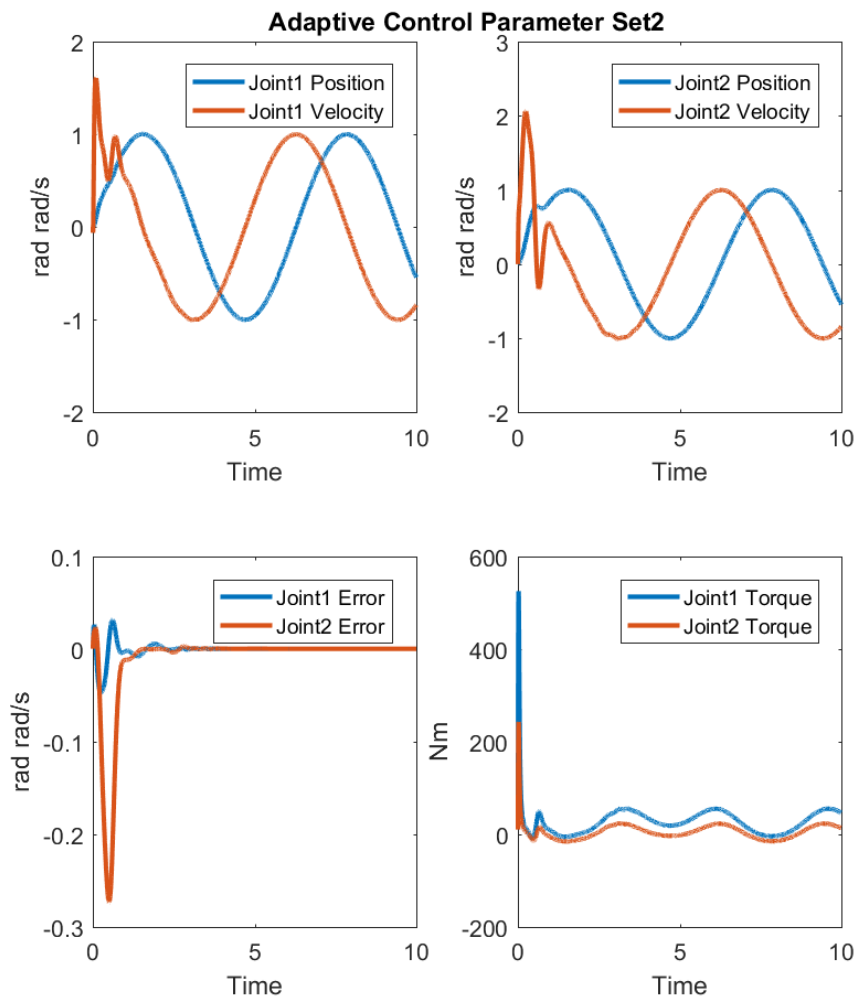 Adaptive Control Parameter Set2
2
1
0
-1
-2
rad rad/s
Joint1 Position
Joint1 Velocity
0
5
10
Time
3
2
1
0
-1
-2
rad rad/s
Joint2 Position
Joint2 Velocity
0
5
10
Time
0.1
0
-0.1
-0.2
-0.3
rad rad/s
Joint1 Error
Joint2 Error
0
5
10
Time
600
400
200
0
-200
Nm
Joint1 Torque
Joint2 Torque
0
5
10
Time